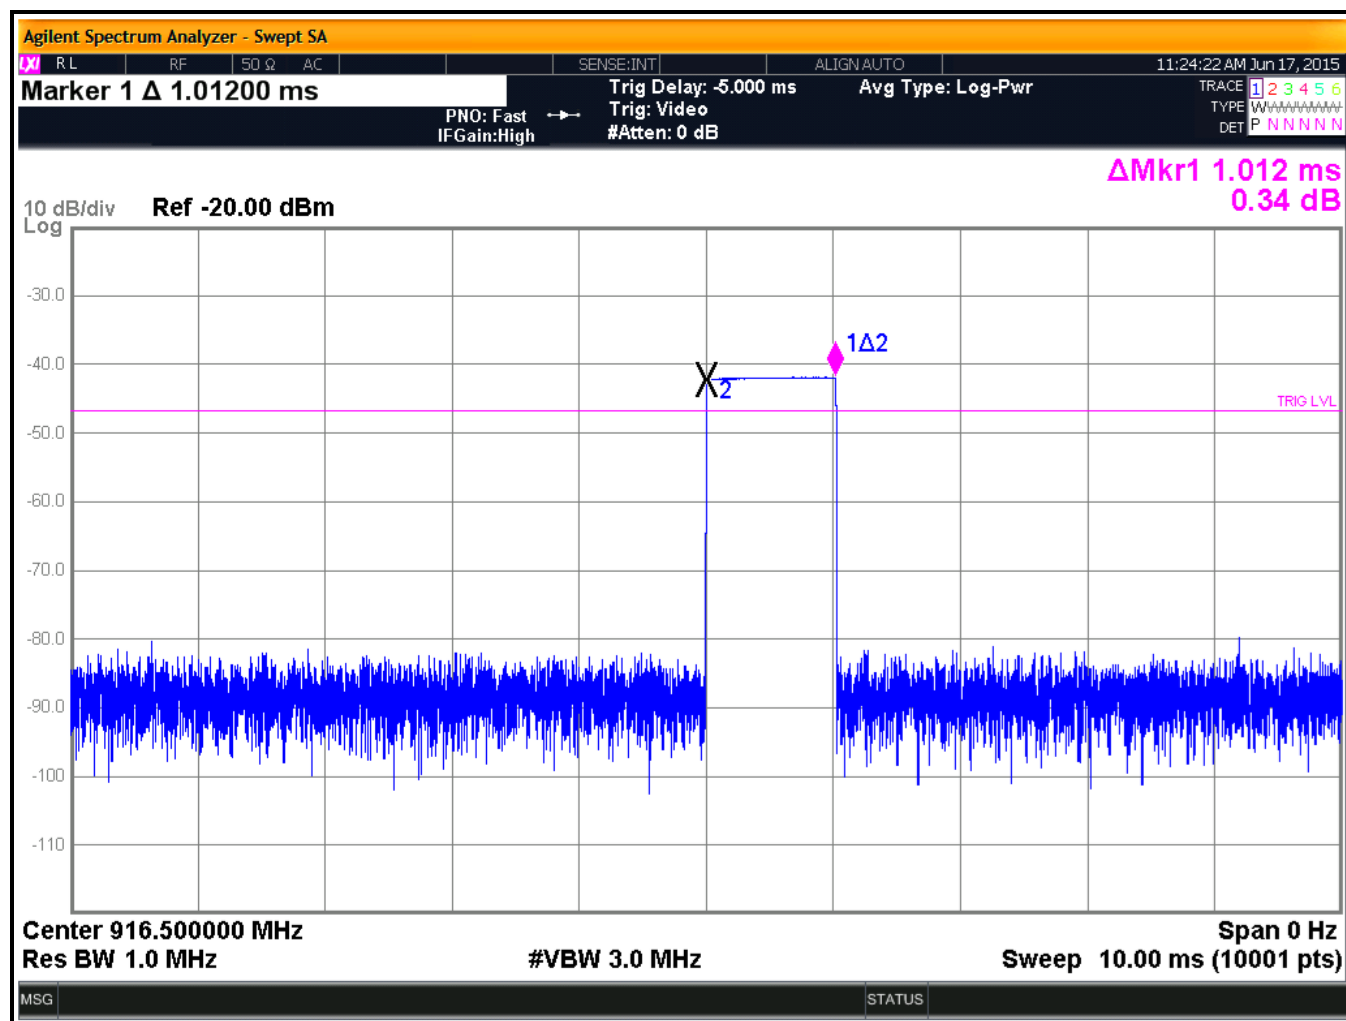 Agilent Spectrum Analyzer - Swept SA
LXI RL RF 50 Ω AC SENSE:INT ALIGN AUTO 11:24:22 AM Jun 17, 2015
Marker 1 Δ 1.01200 ms
PNO: Fast
IFGain:High
Trig Delay: -5.000 ms
Trig: Video
#Atten: 0 dB
Avg Type: Log-Pwr
TRACE 1 2 3 4 5 6
TYPE W
DET P N N N N N
ΔMkr1 1.012 ms
0.34 dB
10 dB/div Ref -20.00 dBm
Log
-30.0
-40.0
-50.0
-60.0
-70.0
-80.0
-90.0
-100
-110
1Δ2
2
TRIG LVL
Center 916.500000 MHz Span 0 Hz
Res BW 1.0 MHz #VBW 3.0 MHz Sweep 10.00 ms (10001 pts)
MSG STATUS